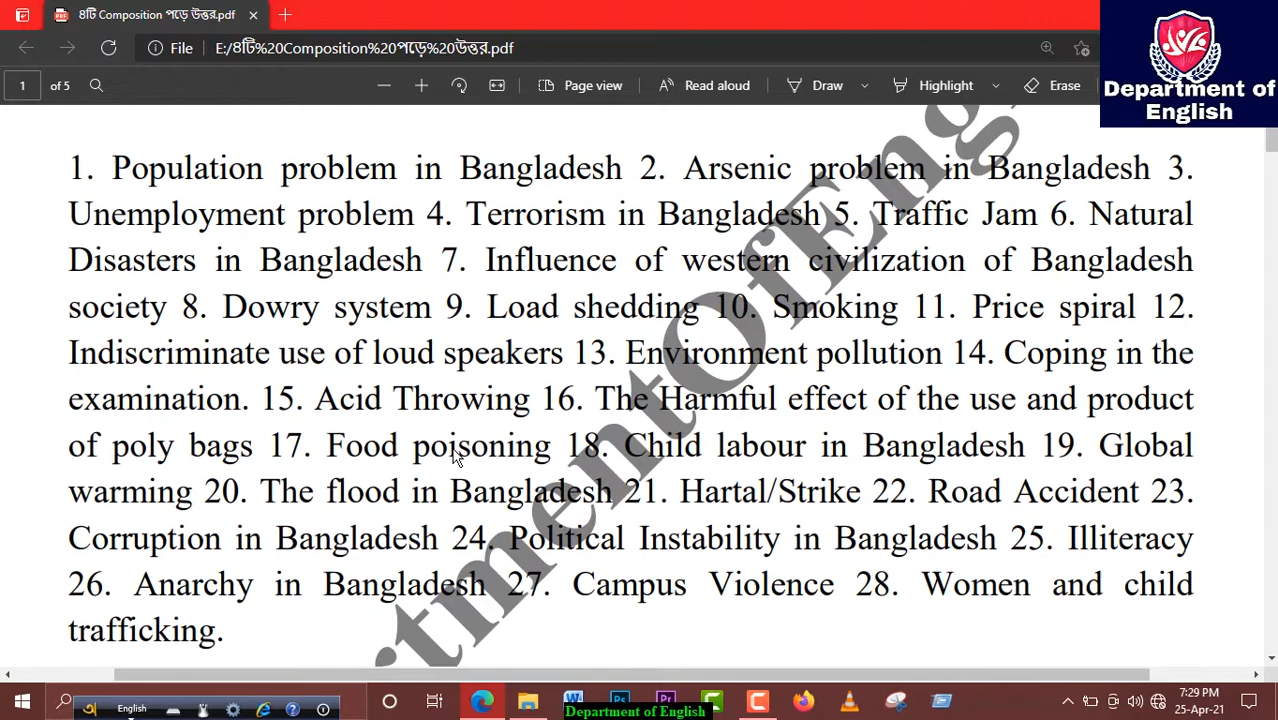 ৪টি Composition পড়ে উত্তর.pdf
File E:/৪টি%20Composition%20পড়ে%20উত্তর.pdf
Department of
English
1 of 5 Page view Read aloud Draw Highlight Erase
1. Population problem in Bangladesh 2. Arsenic problem in Bangladesh 3.
Unemployment problem 4. Terrorism in Bangladesh 5. Traffic Jam 6. Natural
Disasters in Bangladesh 7. Influence of western civilization of Bangladesh
society 8. Dowry system 9. Load shedding 10. Smoking 11. Price spiral 12.
Indiscriminate use of loud speakers 13. Environment pollution 14. Coping in the
examination. 15. Acid Throwing 16. The Harmful effect of the use and product
of poly bags 17. Food poisoning 18. Child labour in Bangladesh 19. Global
warming 20. The flood in Bangladesh 21. Hartal/Strike 22. Road Accident 23.
Corruption in Bangladesh 24. Political Instability in Bangladesh 25. Illiteracy
26. Anarchy in Bangladesh 27. Campus Violence 28. Women and child
trafficking.
tmentOfEng
English
Department of English
7:29 PM
25-Apr-21